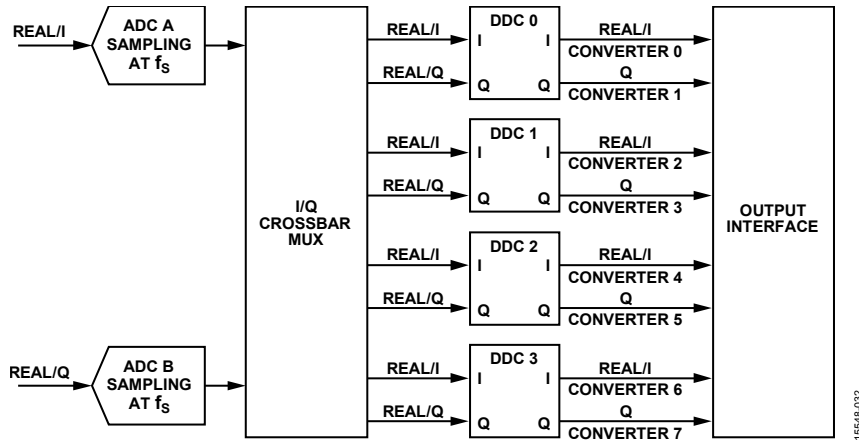 REAL/I
ADC A
SAMPLING
AT fS
REAL/I
REAL/Q
DDC 0
I
I
Q
Q
REAL/I
CONVERTER 0
Q
CONVERTER 1
REAL/I
REAL/Q
DDC 1
I
I
Q
Q
REAL/I
CONVERTER 2
Q
CONVERTER 3
I/Q
CROSSBAR
MUX
OUTPUT
INTERFACE
REAL/I
REAL/Q
DDC 2
I
I
Q
Q
REAL/I
CONVERTER 4
Q
CONVERTER 5
REAL/Q
ADC B
SAMPLING
AT fS
REAL/I
REAL/Q
DDC 3
I
I
Q
Q
REAL/I
CONVERTER 6
Q
CONVERTER 7
15548-032